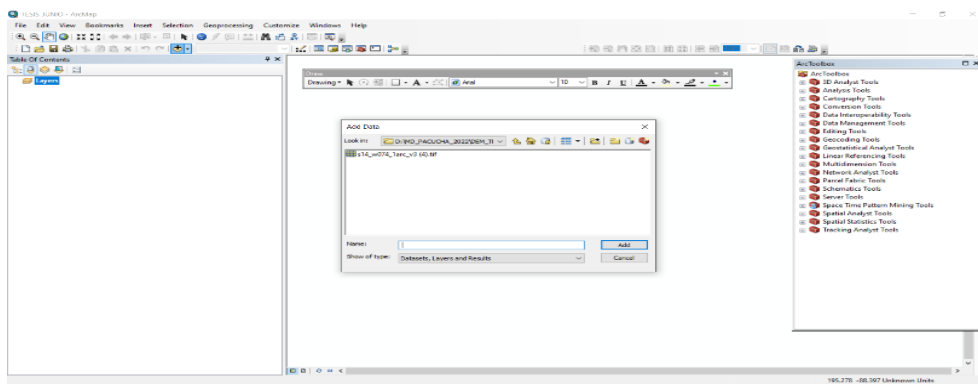 TESIS JUNIO - ArcMap
File Edit View Bookmarks Insert Selection Geoprocessing Customize Windows Help
Table Of Contents
Layers
Draw
Drawing
A
Arial
10
B I U A
Add Data
Look in:
Name:
Add
Show of type:
Datasets, Layers and Results
Cancel
s14_w074_1arc_v3 (4).tif
ArcToolbox
ArcToolbox
3D Analyst Tools
Analysis Tools
Cartography Tools
Conversion Tools
Data Interoperability Tools
Data Management Tools
Editing Tools
Geocoding Tools
Geostatistical Analyst Tools
Linear Referencing Tools
Multidimension Tools
Network Analyst Tools
Parcel Fabric Tools
Schematics Tools
Server Tools
Space Time Pattern Mining Tools
Spatial Analyst Tools
Spatial Statistics Tools
Tracking Analyst Tools
195.278 -68.397 Unknown Units